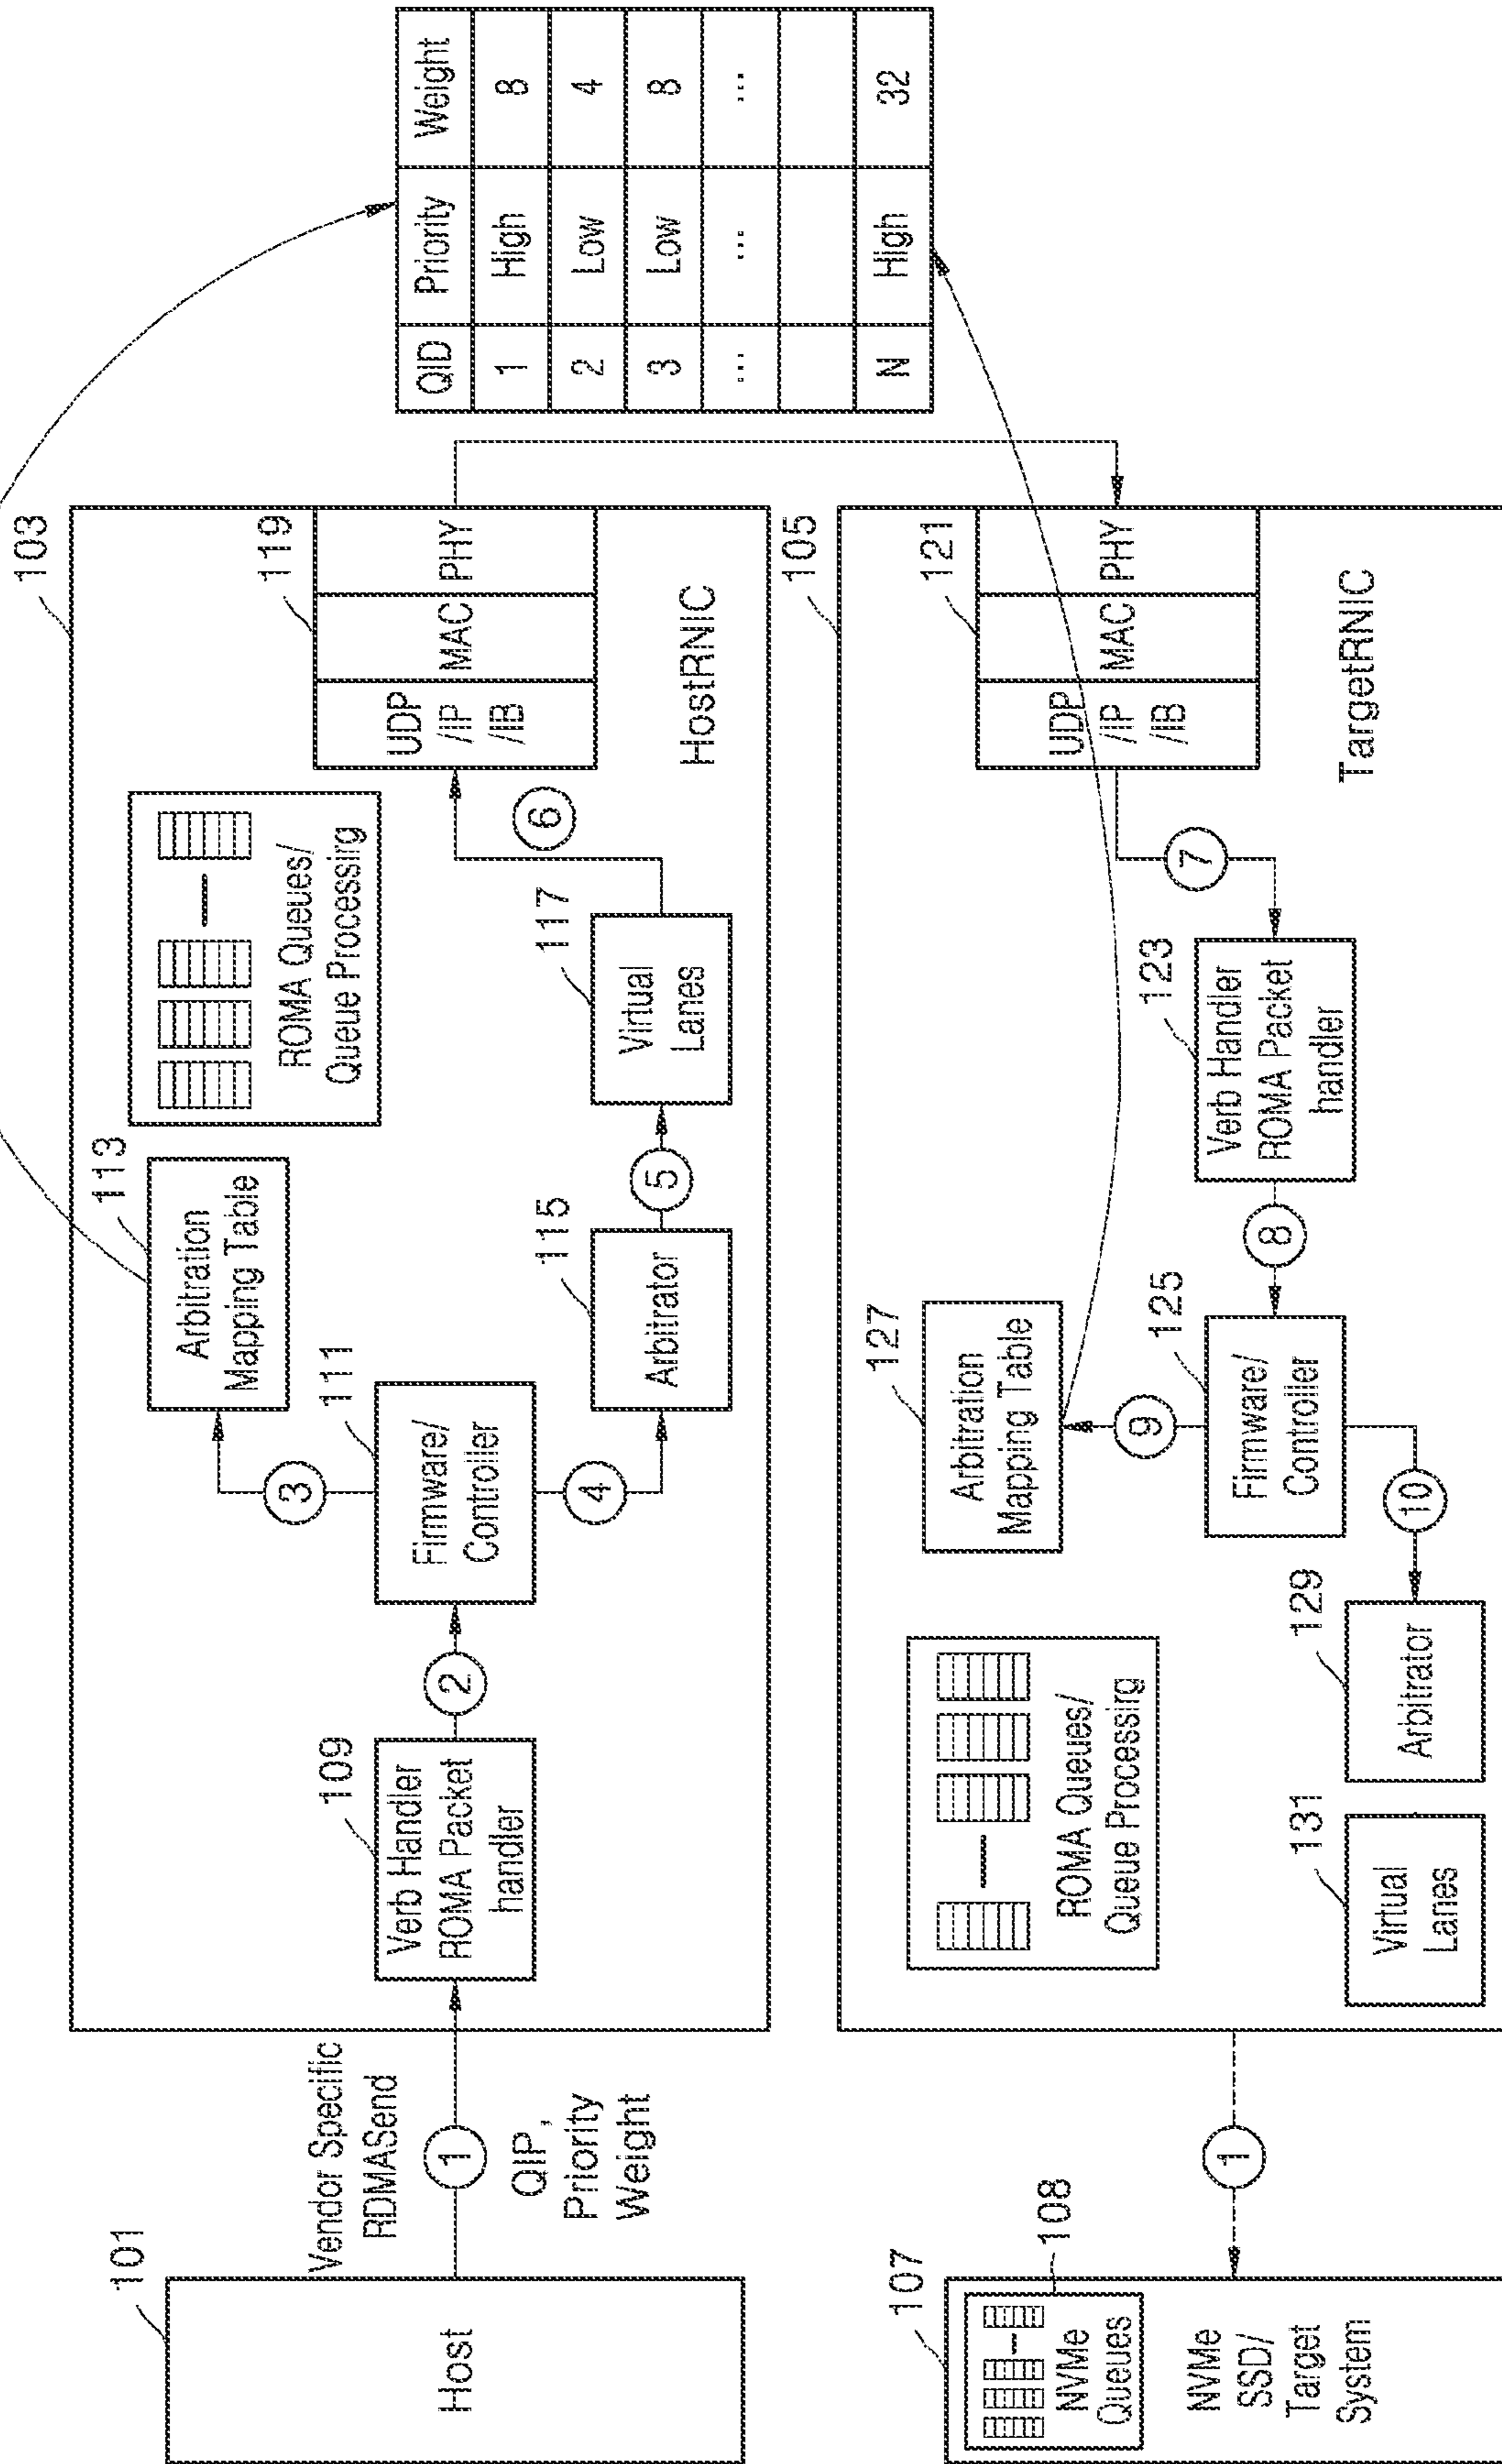 101
Host
Vendor Specific
RDMASend
1
QIP,
Priority
Weight
103
109
Verb Handler
ROMA Packet
handler
2
111
Firmware/
Controller
3
4
113
Arbitration
Mapping Table
115
Arbitrator
5
117
Virtual
Lanes
6
ROMA Queues/
Queue Processirg
119
UDP
/IP
/IB
MAC
PHY
HostRNIC
QID Priority Weight
1 High 8
2 Low 4
3 Low 8
... ... ...
N High 32
107
108
NVMe
Queues
NVMe
SSD/
Target
System
1
105
ROMA Queues/
Queue Processirg
131
Virtual
Lanes
129
Arbitrator
127
Arbitration
Mapping Table
9
10
125
Firmware/
Controller
8
123
Verb Handler
ROMA Packet
handler
7
121
UDP
/IP
/IB
MAC
PHY
TargetRNIC